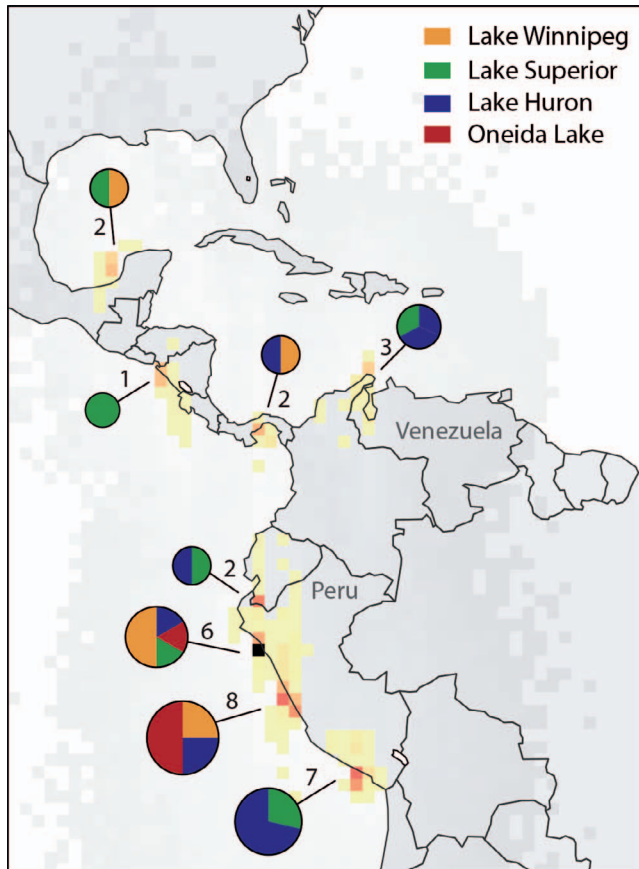 Lake Winnipeg
Lake Superior
Lake Huron
Oneida Lake
2
3
1
2
Venezuela
2
Peru
6
8
7